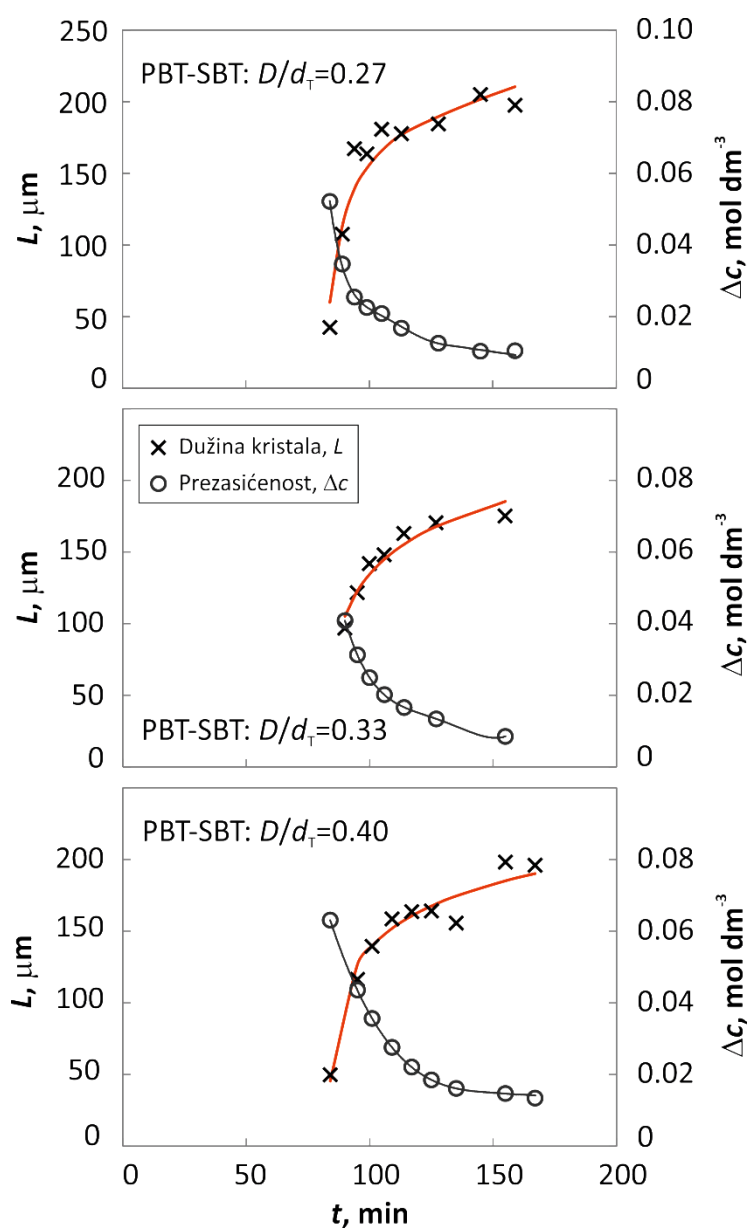 PBT-SBT: D/d_T=0.27
L, μm
250
200
150
100
50
0
0.10
0.08
0.06
0.04
0.02
0
Δc, mol dm⁻³
Dužina kristala, L
Prezasićenost, Δc
PBT-SBT: D/d_T=0.33
L, μm
200
150
100
50
0
0.08
0.06
0.04
0.02
0
Δc, mol dm⁻³
PBT-SBT: D/d_T=0.40
L, μm
200
150
100
50
0
0.08
0.06
0.04
0.02
0
Δc, mol dm⁻³
0 50 100 150 200
t, min